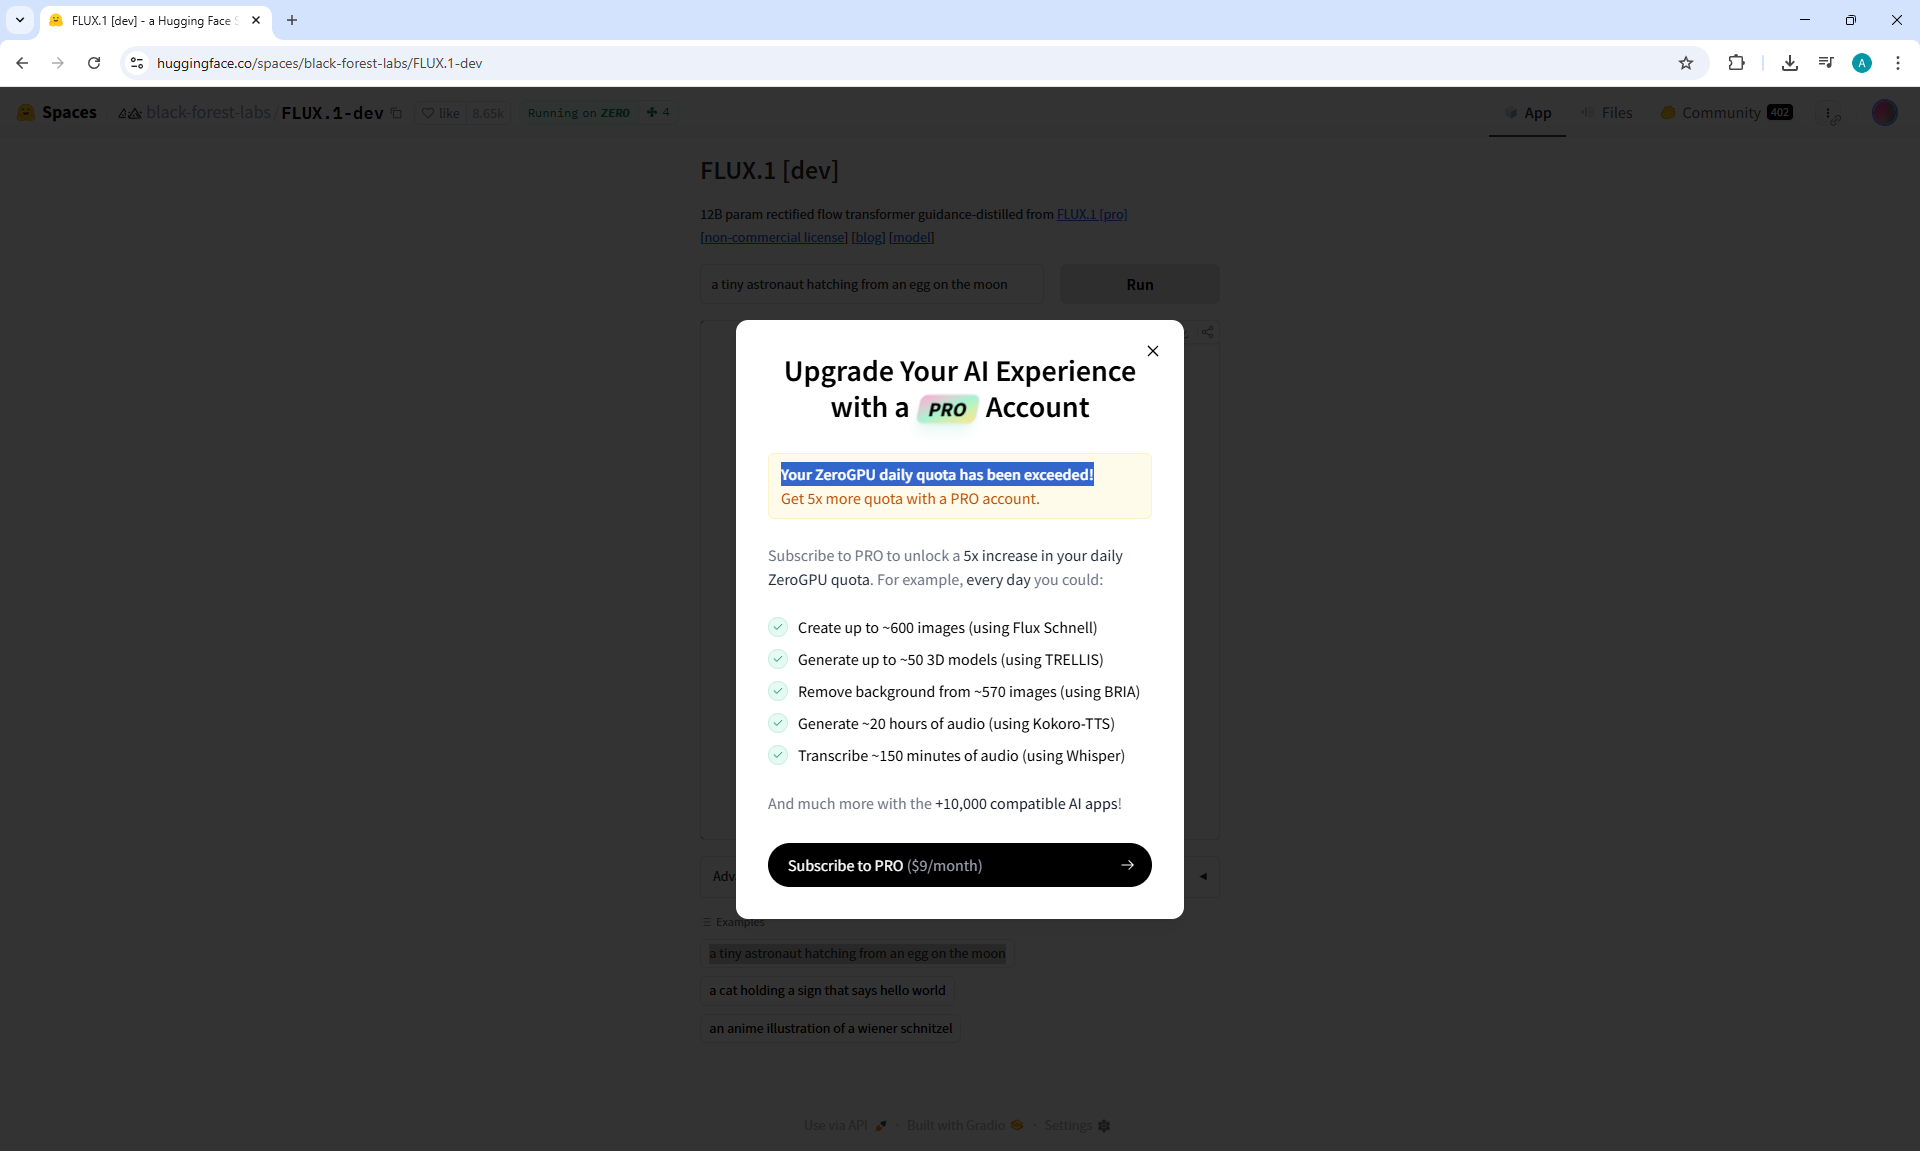 FLUX.1 [dev] - a Hugging Face S
huggingface.co/spaces/black-forest-labs/FLUX.1-dev
A
Spaces black-forest-labs / FLUX.1-dev like 8.65k Running on ZERO 4 App Files Community 402
FLUX.1 [dev]
12B param rectified flow transformer guidance-distilled from FLUX.1 [pro]
[non-commercial license] [blog] [model]
a tiny astronaut hatching from an egg on the moon Run
Upgrade Your AI Experience
with a PRO Account
Your ZeroGPU daily quota has been exceeded!
Get 5x more quota with a PRO account.
Subscribe to PRO to unlock a 5x increase in your daily
ZeroGPU quota. For example, every day you could:
Create up to ~600 images (using Flux Schnell)
Generate up to ~50 3D models (using TRELLIS)
Remove background from ~570 images (using BRIA)
Generate ~20 hours of audio (using Kokoro-TTS)
Transcribe ~150 minutes of audio (using Whisper)
And much more with the +10,000 compatible AI apps!
Subscribe to PRO ($9/month)
Adv
Examples
a tiny astronaut hatching from an egg on the moon
a cat holding a sign that says hello world
an anime illustration of a wiener schnitzel
Use via API · Built with Gradio · Settings